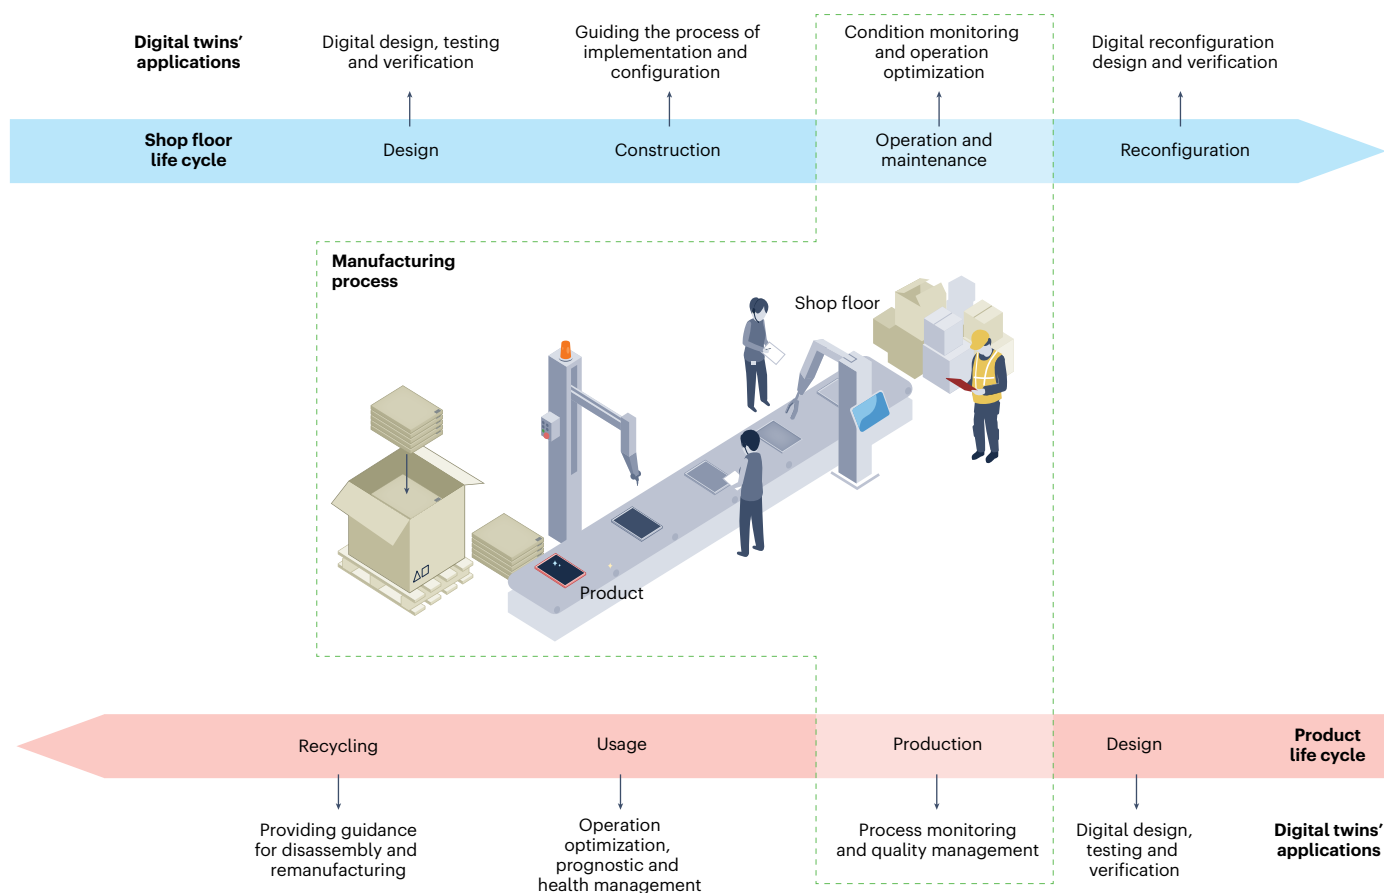 Digital twins’
applications
Digital design, testing
and verification
Guiding the process of
implementation and
configuration
Condition monitoring
and operation
optimization
Digital reconfiguration
design and verification
Shop floor
life cycle
Design
Construction
Operation and
maintenance
Reconfiguration
Manufacturing
process
Shop floor
Product
Recycling
Usage
Production
Design
Product
life cycle
Providing guidance
for disassembly and
remanufacturing
Operation
optimization,
prognostic and
health management
Process monitoring
and quality management
Digital design,
testing and
verification
Digital twins’
applications